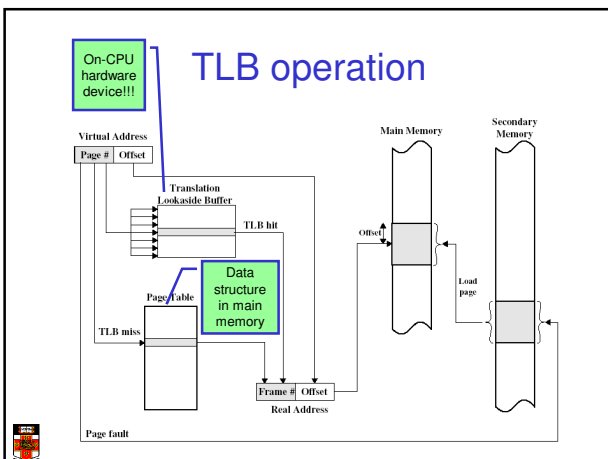 TLB operation
On-CPU
hardware
device!!!
Virtual Address
Page # Offset
Translation
Lookaside Buffer
TLB hit
Data
structure
in main
memory
Page Table
TLB miss
Frame # Offset
Real Address
Page fault
Main Memory
Offset
Load
page
Secondary
Memory